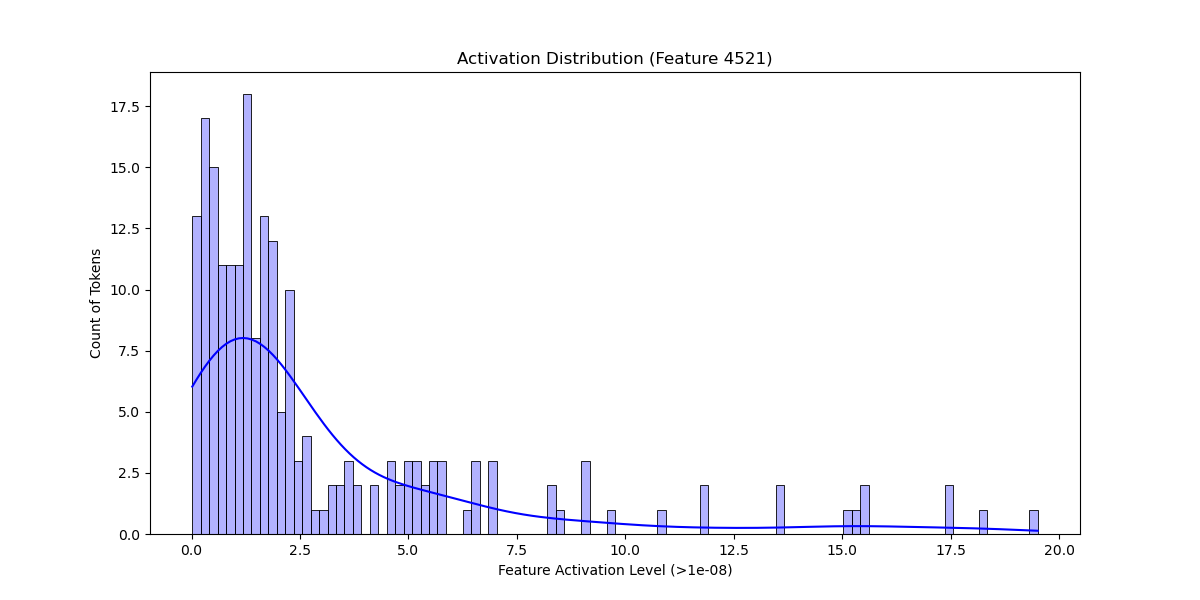 Activation Distribution (Feature 4521)
17.5
15.0
12.5
10.0
7.5
5.0
2.5
0.0
Count of Tokens
0.0 2.5 5.0 7.5 10.0 12.5 15.0 17.5 20.0
Feature Activation Level (>1e-08)